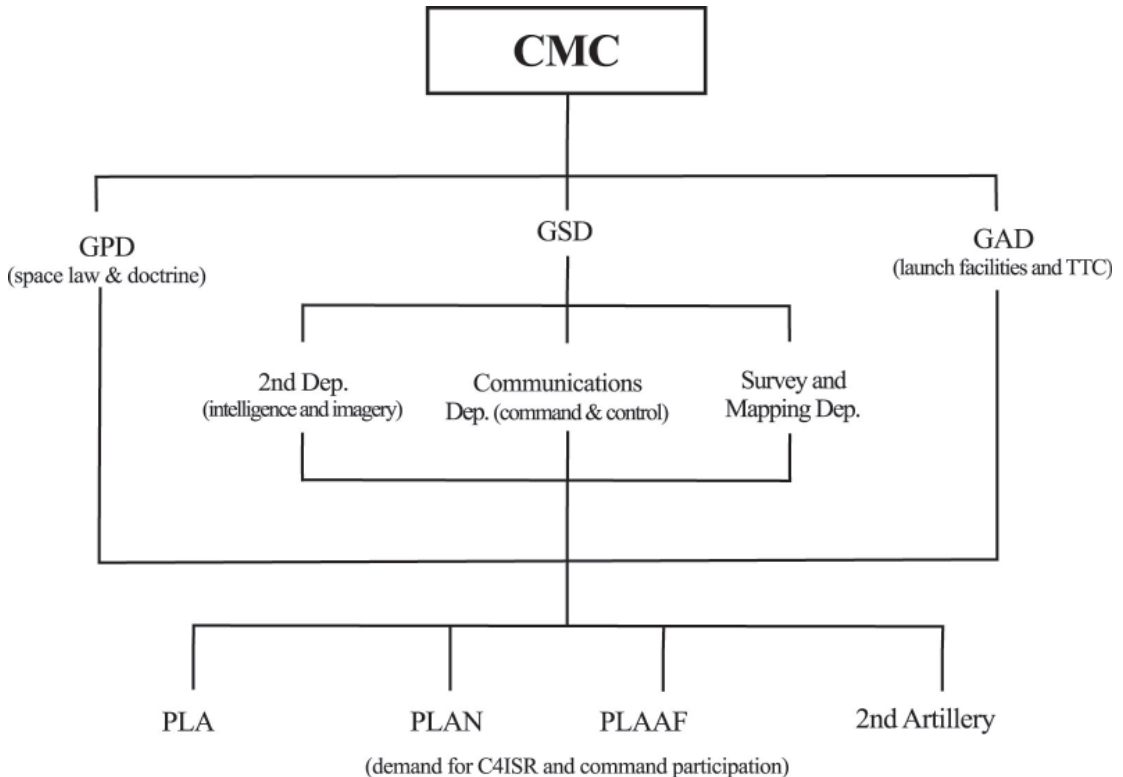 CMC
GPD
(space law & doctrine)
GSD
GAD
(launch facilities and TTC)
2nd Dep.
(intelligence and imagery)
Communications
Dep. (command & control)
Survey and
Mapping Dep.
PLA
PLAN
PLAAF
2nd Artillery
(demand for C4ISR and command participation)